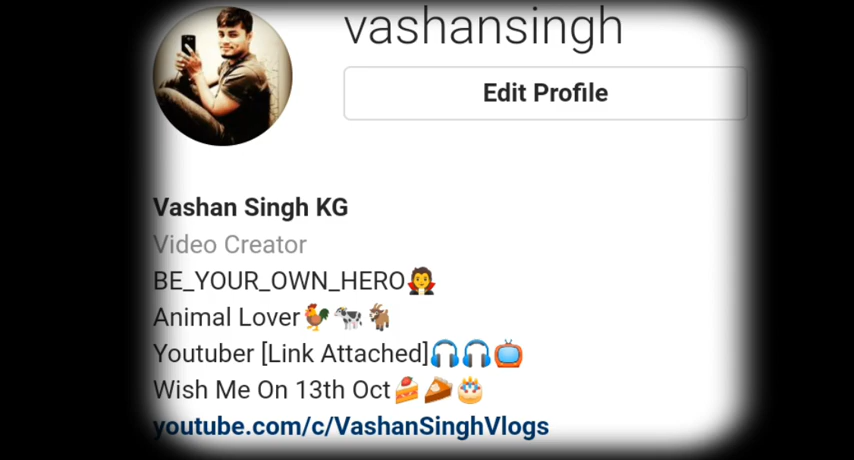 vashansingh
Edit Profile
Vashan Singh KG
Video Creator
BE_YOUR_OWN_HERO🧛
Animal Lover🐓🐄🐐
Youtuber [Link Attached]🎧🎧📺
Wish Me On 13th Oct🍰🥧🎂
youtube.com/c/VashanSinghVlogs